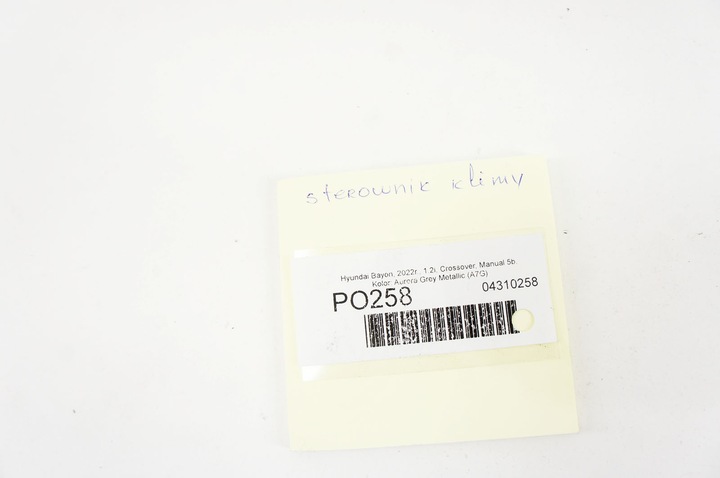 sterownik klimy
Hyundai Bayon, 2022r., 1.2i, Crossover, Manual 5b.
Kolor: Aurora Grey Metallic (A7G)
PO258 04310258